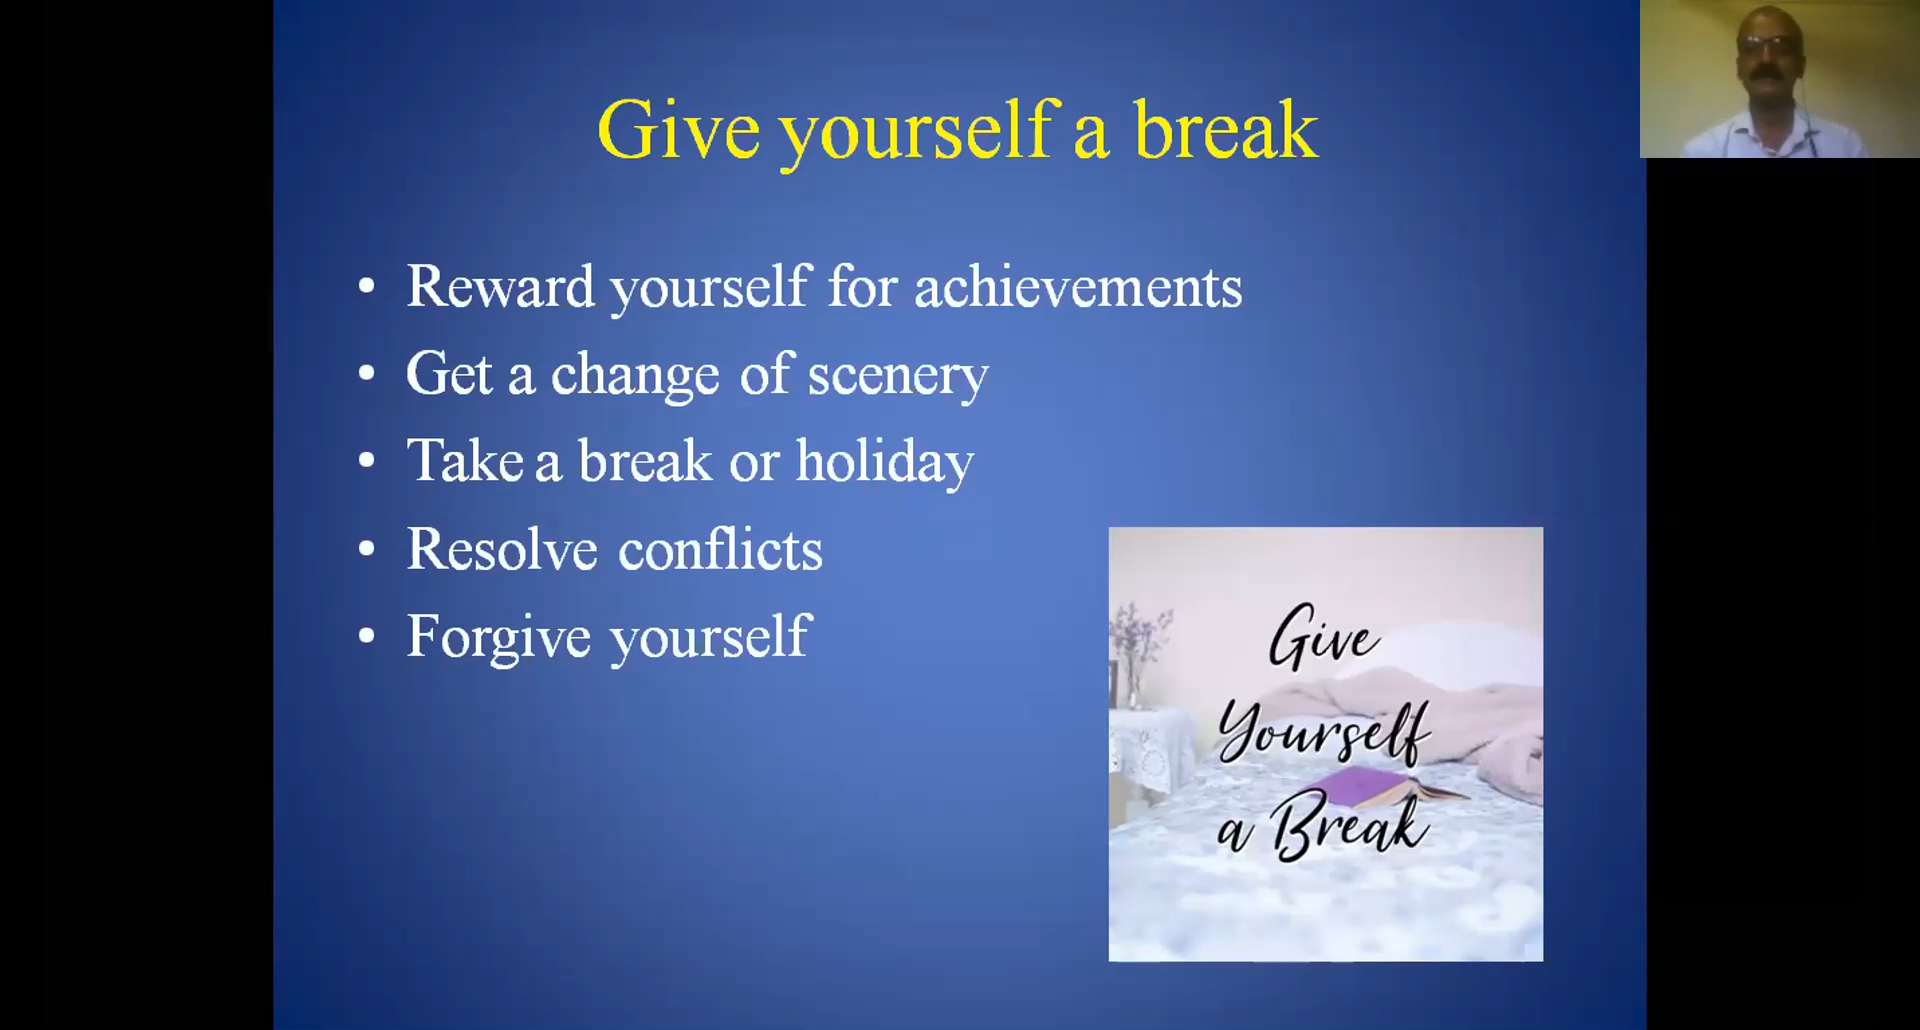 Give yourself a break
• Reward yourself for achievements
• Get a change of scenery
• Take a break or holiday
• Resolve conflicts
• Forgive yourself
Give
Yourself
a Break